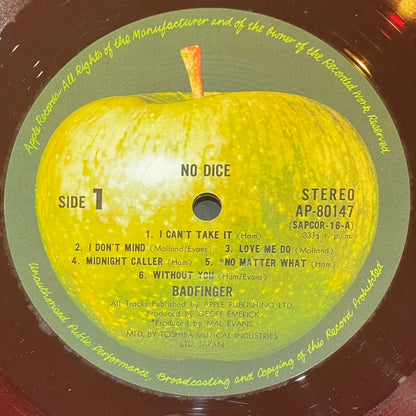 Apple Records · All Rights of the Manufacturer and of the Owner of the Recorded Work Reserved
NO DICE
SIDE 1
STEREO
AP-80147
(SAPCOR-16-A)
33⅓ r. p. m.
1. I CAN'T TAKE IT (Ham)
2. I DON'T MIND (Molland/Evans) 3. LOVE ME DO (Molland)
4. MIDNIGHT CALLER (Ham) 5. *NO MATTER WHAT (Ham)
6. WITHOUT YOU (Ham/Evans)
BADFINGER
All Tracks Published by APPLE PUBLISHING LTD.
Produced by GEOFF EMERICK
*Produced by MAL EVANS
MFD. BY TOSHIBA MUSICAL INDUSTRIES
LTD. JAPAN
Unauthorized Public Performance, Broadcasting and Copying of this Record Prohibited